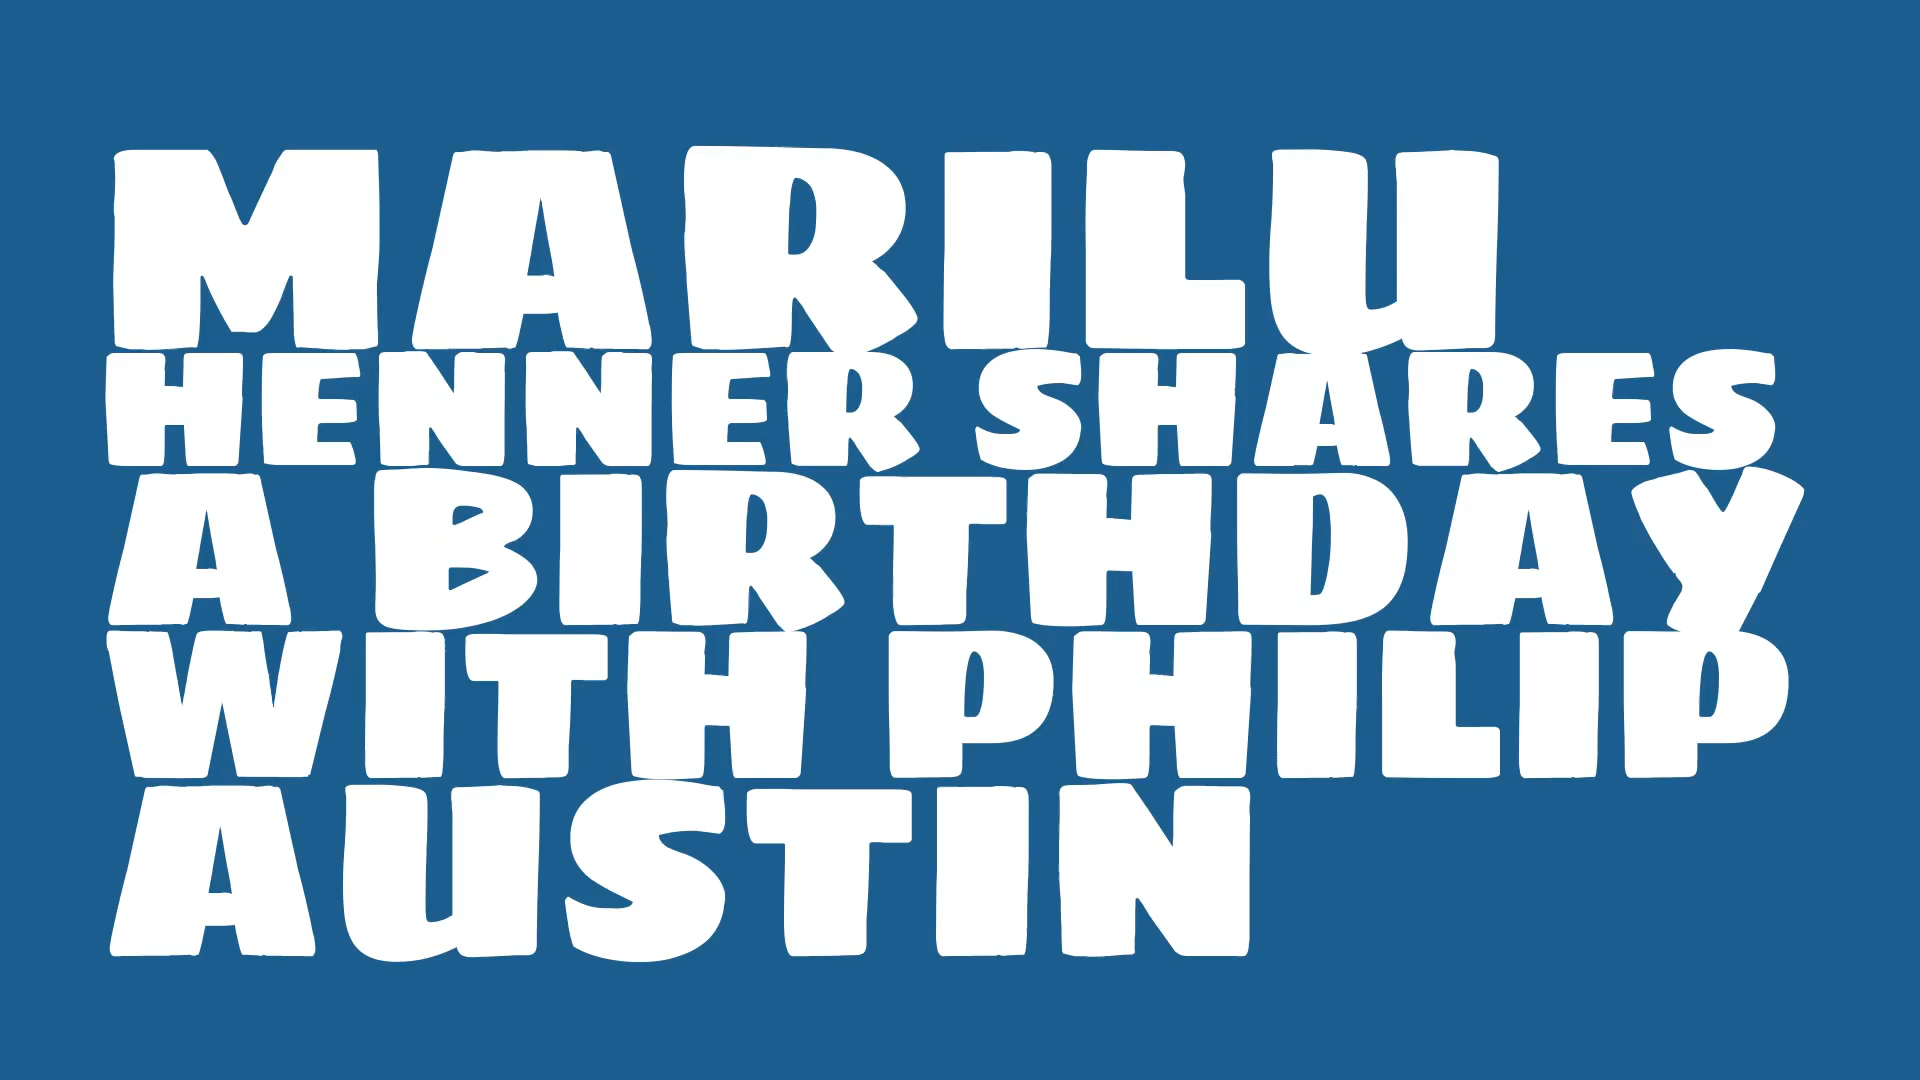 MARILU
HENNER SHARES
A BIRTHDAY
WITH PHILIP
AUSTIN